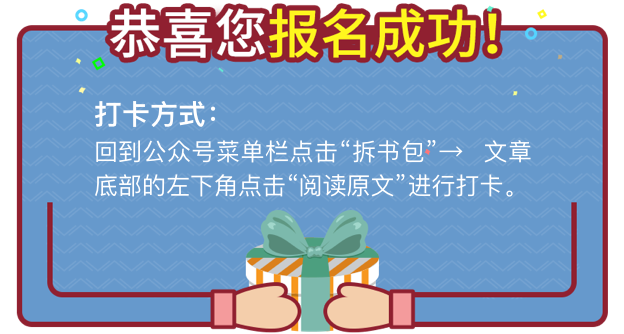 恭喜您报名成功!
打卡方式：
回到公众号菜单栏点击“拆书包”→ 文章
底部的左下角点击“阅读原文”进行打卡。